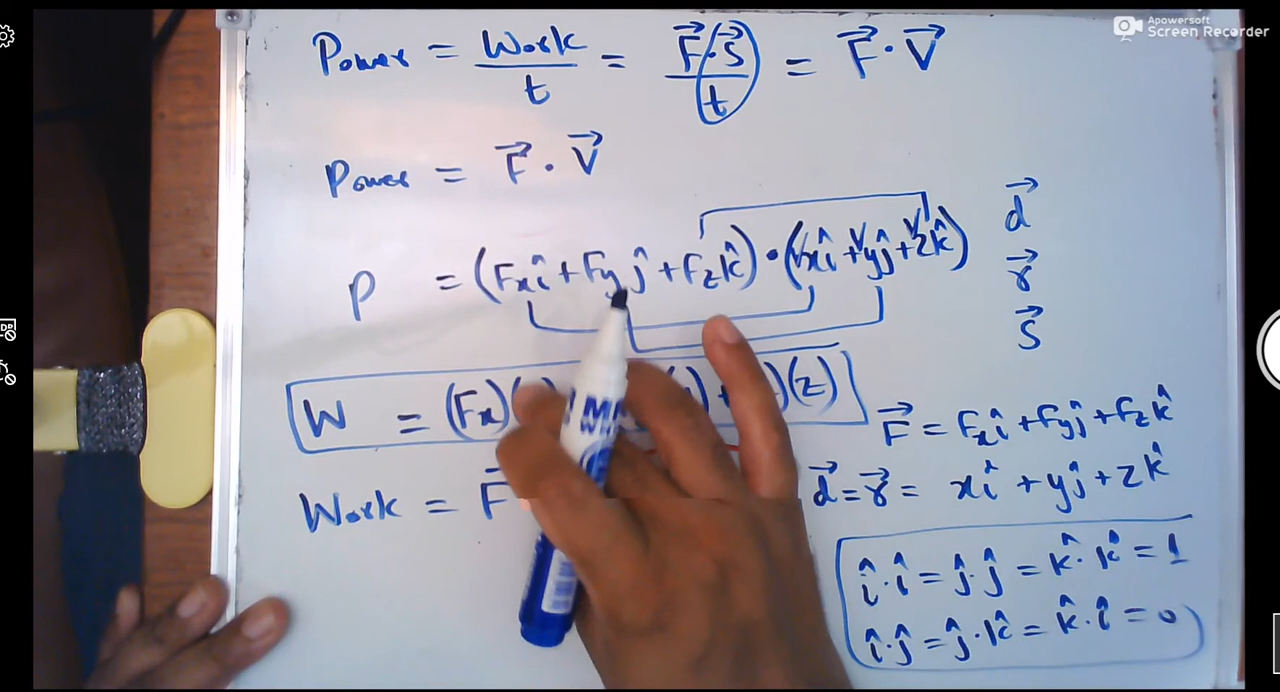 Apowersoft
Screen Recorder
Power = Work/t = F⃗·S⃗/t = F⃗·V⃗
Power = F⃗·V⃗
P = (Fxî+Fyĵ+Fzk̂)·(Vxî+Vyĵ+Vzk̂)
d⃗
r⃗
S⃗
W = (Fx)( (z)
F⃗ = Fxî+Fyĵ+Fzk̂
d⃗=r⃗= xî+yĵ+zk̂
Work = F
î·î=ĵ·ĵ=k̂·k̂=1
î·ĵ=ĵ·k̂=k̂·î=0